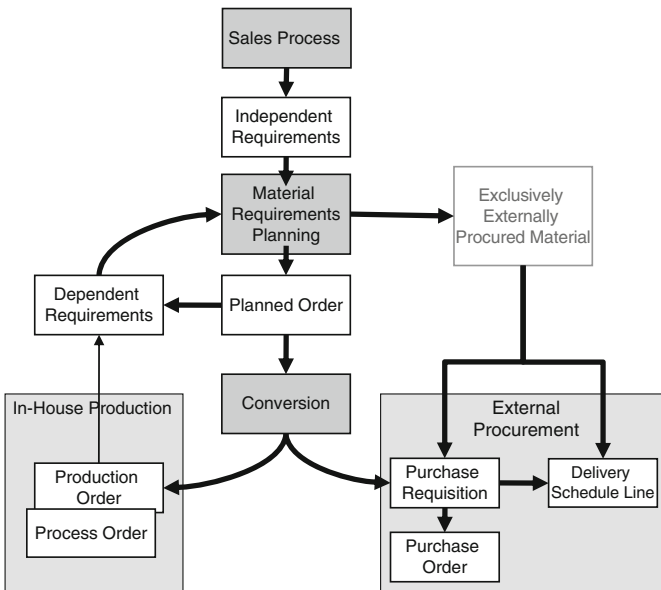 Sales Process
Independent
Requirements
Material
Requirements
Planning
Exclusively
Externally
Procured Material
Dependent
Requirements
Planned Order
In-House Production
Conversion
External
Procurement
Production
Order
Process Order
Purchase
Requisition
Delivery
Schedule Line
Purchase
Order